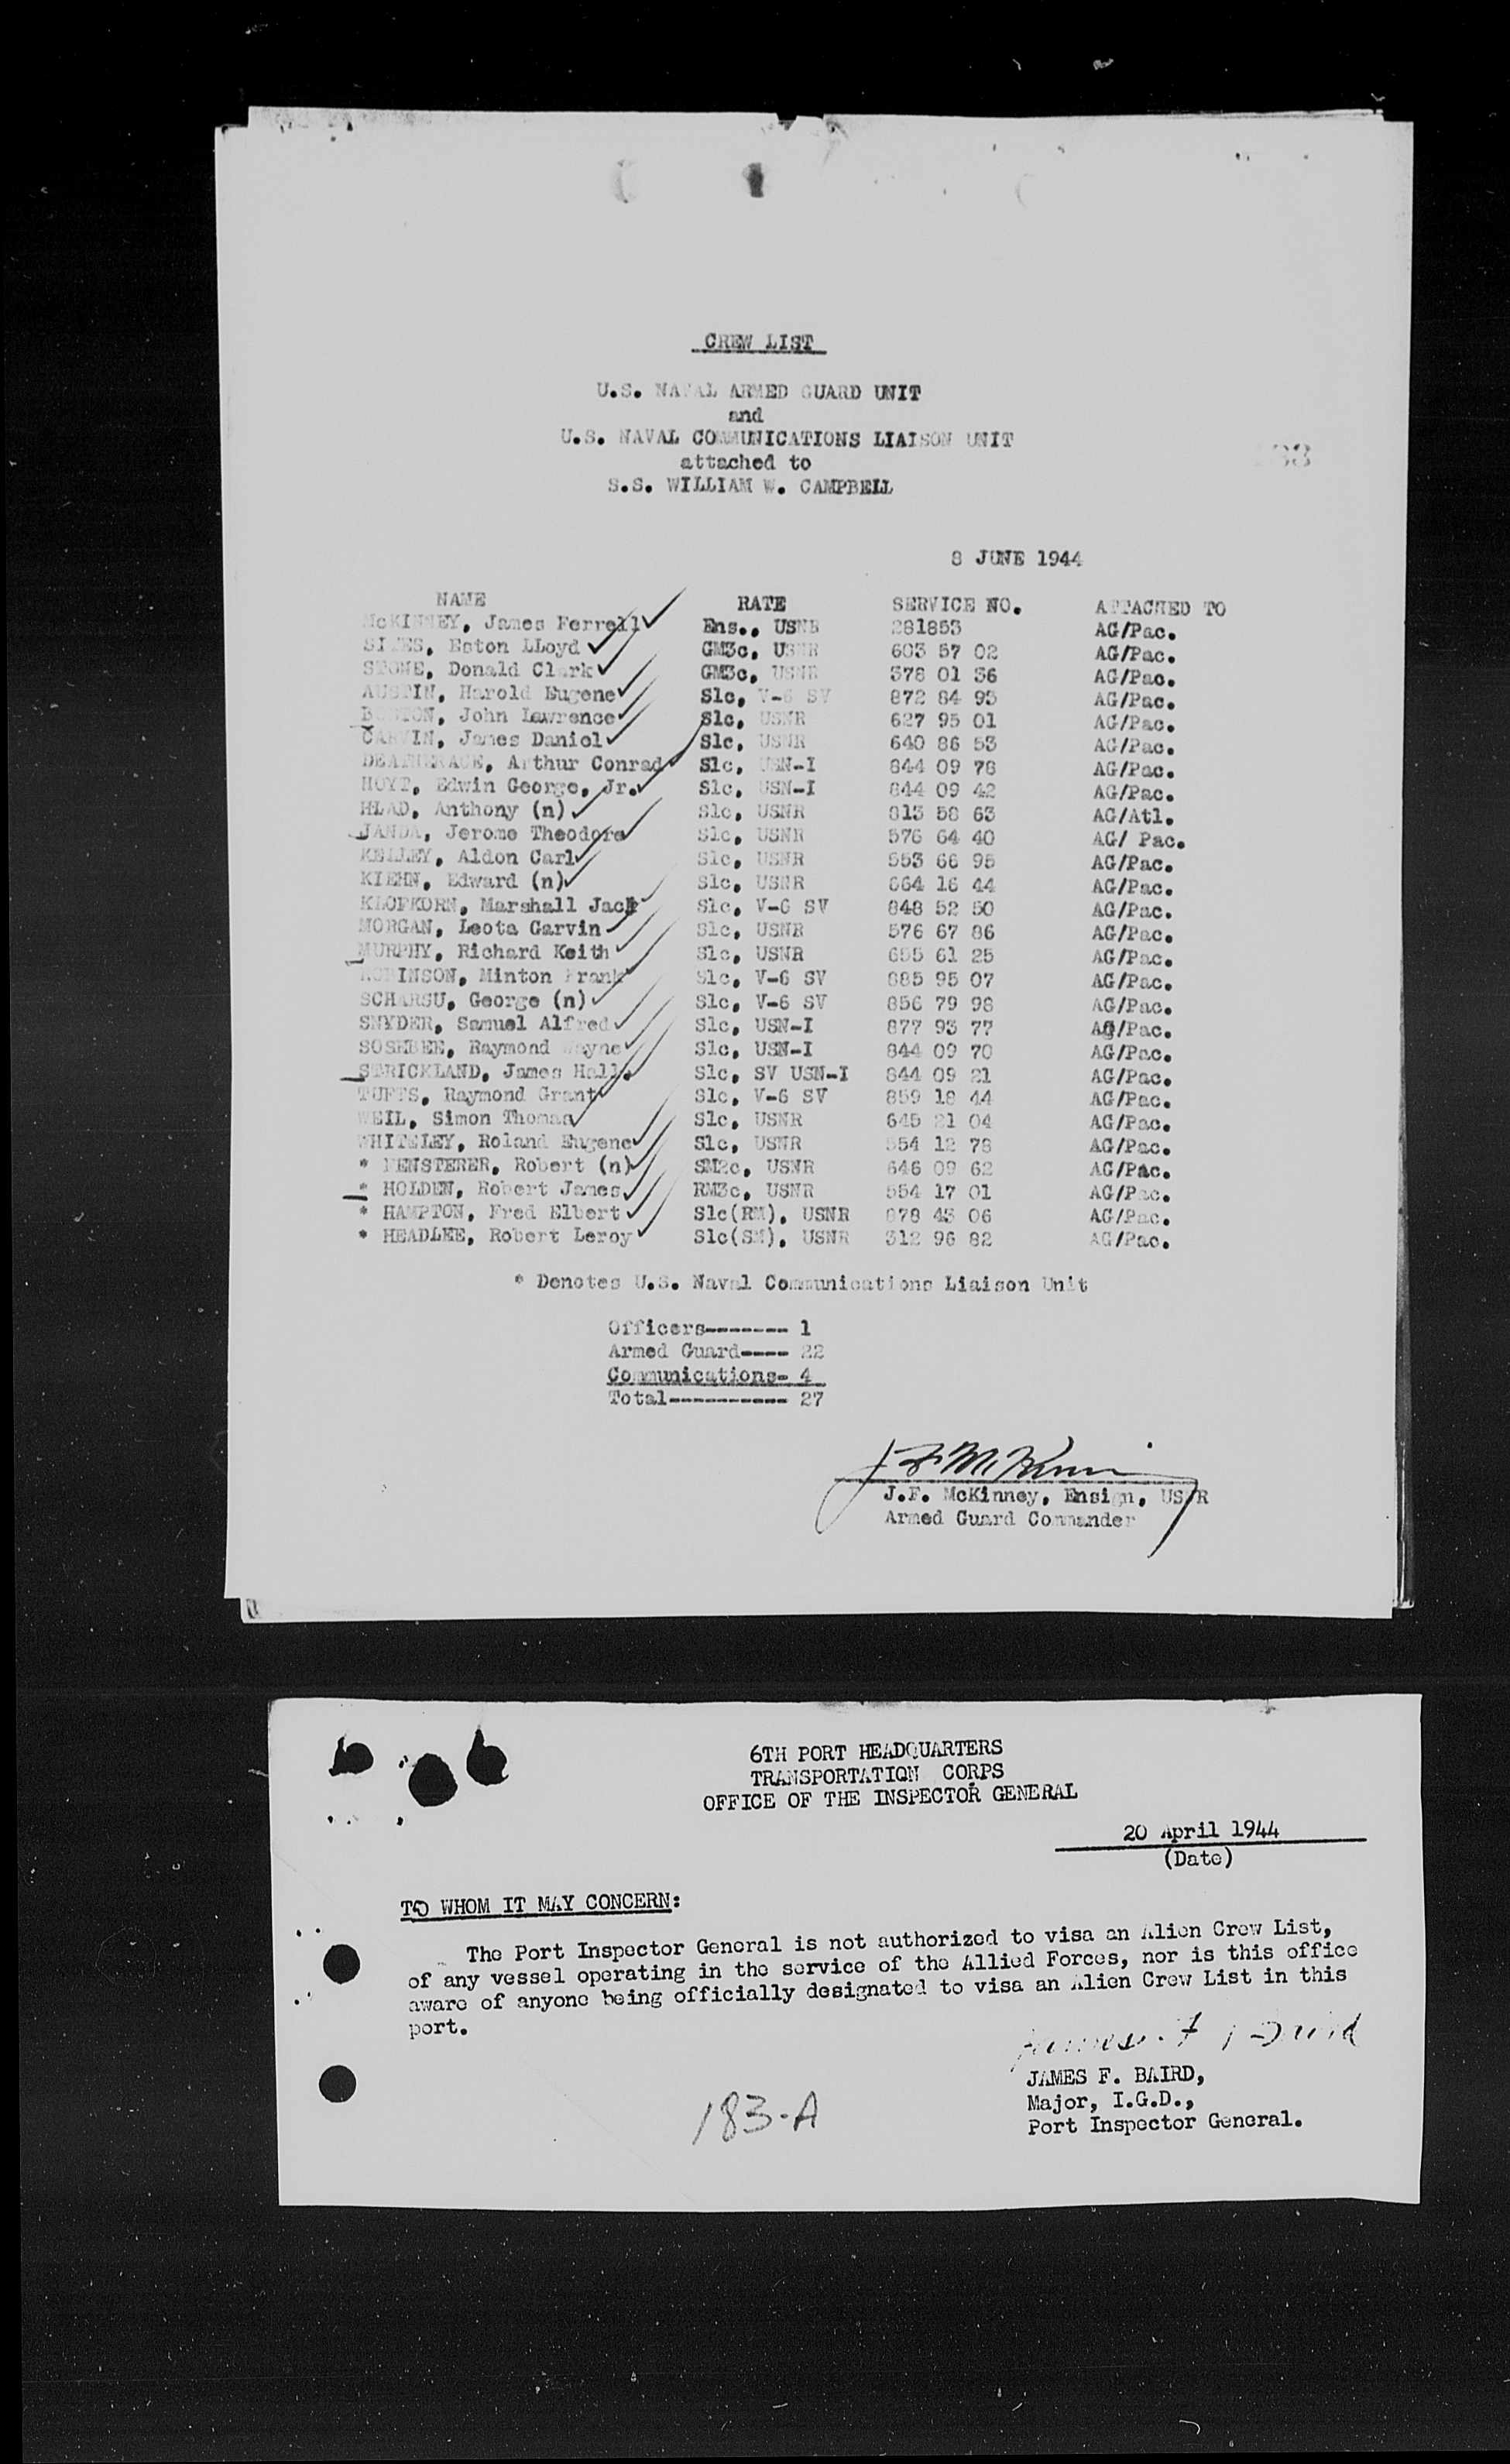 CREW LIST
U.S. NAVAL ARMED GUARD UNIT
and
U.S. NAVAL COMMUNICATIONS LIAISON UNIT
attached to
S.S. WILLIAM W. CAMPBELL
8 JUNE 1944
NAME RATE SERVICE NO. ATTACHED TO
McKINNEY, James Ferrell Ens., USNR 281853 AG/Pac.
SITES, Eston LLoyd GM3c, USNR 603 57 02 AG/Pac.
STONE, Donald Clark GM3c, USNR 378 01 36 AG/Pac.
AUSTIN, Harold Eugene S1c, V-6 SV 872 84 95 AG/Pac.
John Lawrence S1c, USNR 627 95 01 AG/Pac.
James Daniel S1c, USNR 640 86 53 AG/Pac.
DEATHERAGE, Arthur Conrad S1c, USN-I 844 09 78 AG/Pac.
HOYT, Edwin George, Jr. S1c, USN-I 844 09 42 AG/Pac.
HLAD, Anthony (n) S1c, USNR 813 58 63 AG/Atl.
JANDA, Jerome Theodore S1c, USNR 576 64 40 AG/ Pac.
KELLEY, Aldon Carl S1c, USNR 553 66 95 AG/Pac.
KIEHN, Edward (n) S1c, USNR 664 16 44 AG/Pac.
KLOPKORN, Marshall Jack S1c, V-6 SV 848 52 50 AG/Pac.
MORGAN, Leota Garvin S1c, USNR 576 67 86 AG/Pac.
MURPHY, Richard Keith S1c, USNR 655 61 25 AG/Pac.
ROBINSON, Minton Frank S1c, V-6 SV 885 95 07 AG/Pac.
SCHARSU, George (n) S1c, V-6 SV 856 79 98 AG/Pac.
SNYDER, Samuel Alfred S1c, USN-I 877 93 77 AG/Pac.
SOSEBEE, Raymond Wayne S1c, USN-I 844 09 70 AG/Pac.
STRICKLAND, James Hall. S1c, SV USN-I 844 09 21 AG/Pac.
TUFTS, Raymond Grant S1c, V-6 SV 859 18 44 AG/Pac.
WEIL, Simon Thomas S1c, USNR 645 21 04 AG/Pac.
WHITELEY, Roland Eugene S1c, USNR 554 12 78 AG/Pac.
* FENSTERER, Robert (n) SM2c, USNR 646 09 62 AG/Pac.
* HOLDEN, Robert James S1c RM3c, USNR 554 17 01 AG/Pac.
* HAMPTON, Fred Elbert S1c(RM), USNR 878 43 06 AG/Pac.
* HEADLEE, Robert Leroy S1c(SM), USNR 312 96 82 AG/Pac.
* Denotes U.S. Naval Communications Liaison Unit
Officers------- 1
Armed Guard---- 22
Communications- 4
Total---------- 27
J.F. McKinney, Ensign, USNR
Armed Guard Commander
6TH PORT HEADQUARTERS
TRANSPORTATION CORPS
OFFICE OF THE INSPECTOR GENERAL
20 April 1944
(Date)
TO WHOM IT MAY CONCERN:
The Port Inspector General is not authorized to visa an Alien Crew List,
of any vessel operating in the service of the Allied Forces, nor is this office
aware of anyone being officially designated to visa an Alien Crew List in this
port.
James F. Baird
JAMES F. BAIRD,
Major, I.G.D.,
Port Inspector General.
183-A